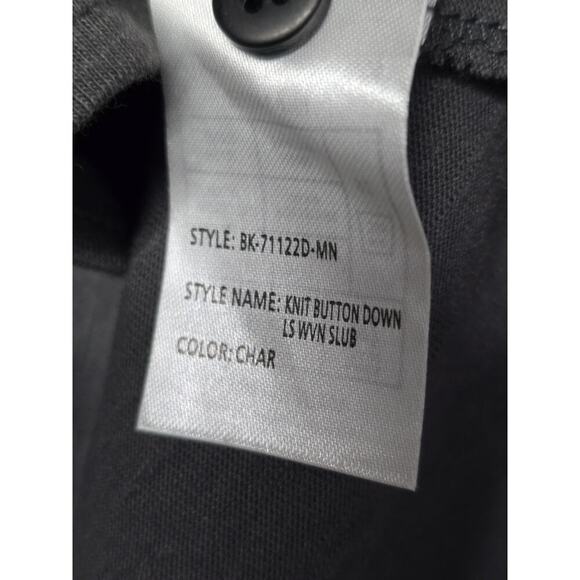 STYLE: BK-71122D-MN
STYLE NAME: KNIT BUTTON DOWN
LS WVN SLUB
COLOR: CHAR